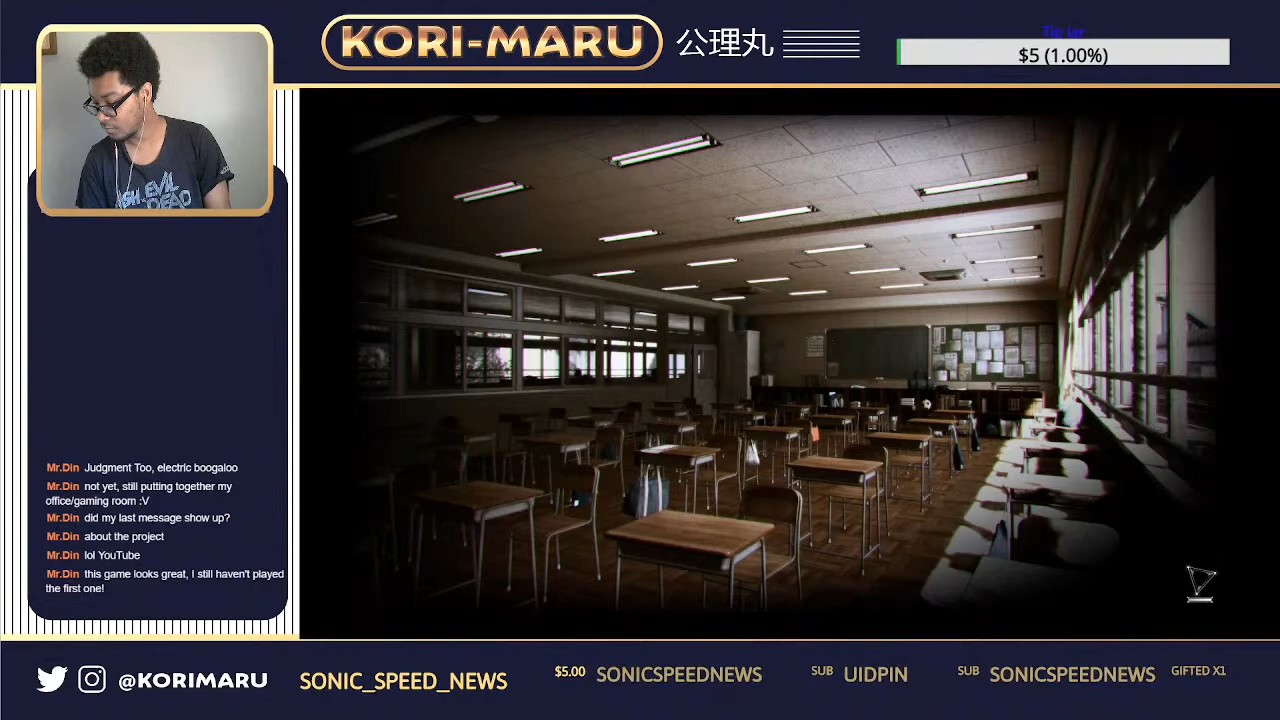 KORI-MARU 公理丸
Tip jar
$5 (1.00%)
ASH EVIL
DEAD
Mr.Din Judgment Too, electric boogaloo
Mr.Din not yet, still putting together my
office/gaming room :V
Mr.Din did my last message show up?
Mr.Din about the project
Mr.Din lol YouTube
Mr.Din this game looks great, I still haven't played
the first one!
@KORIMARU
SONIC_SPEED_NEWS
$5.00 SONICSPEEDNEWS
SUB UIDPIN
SUB SONICSPEEDNEWS GIFTED X1